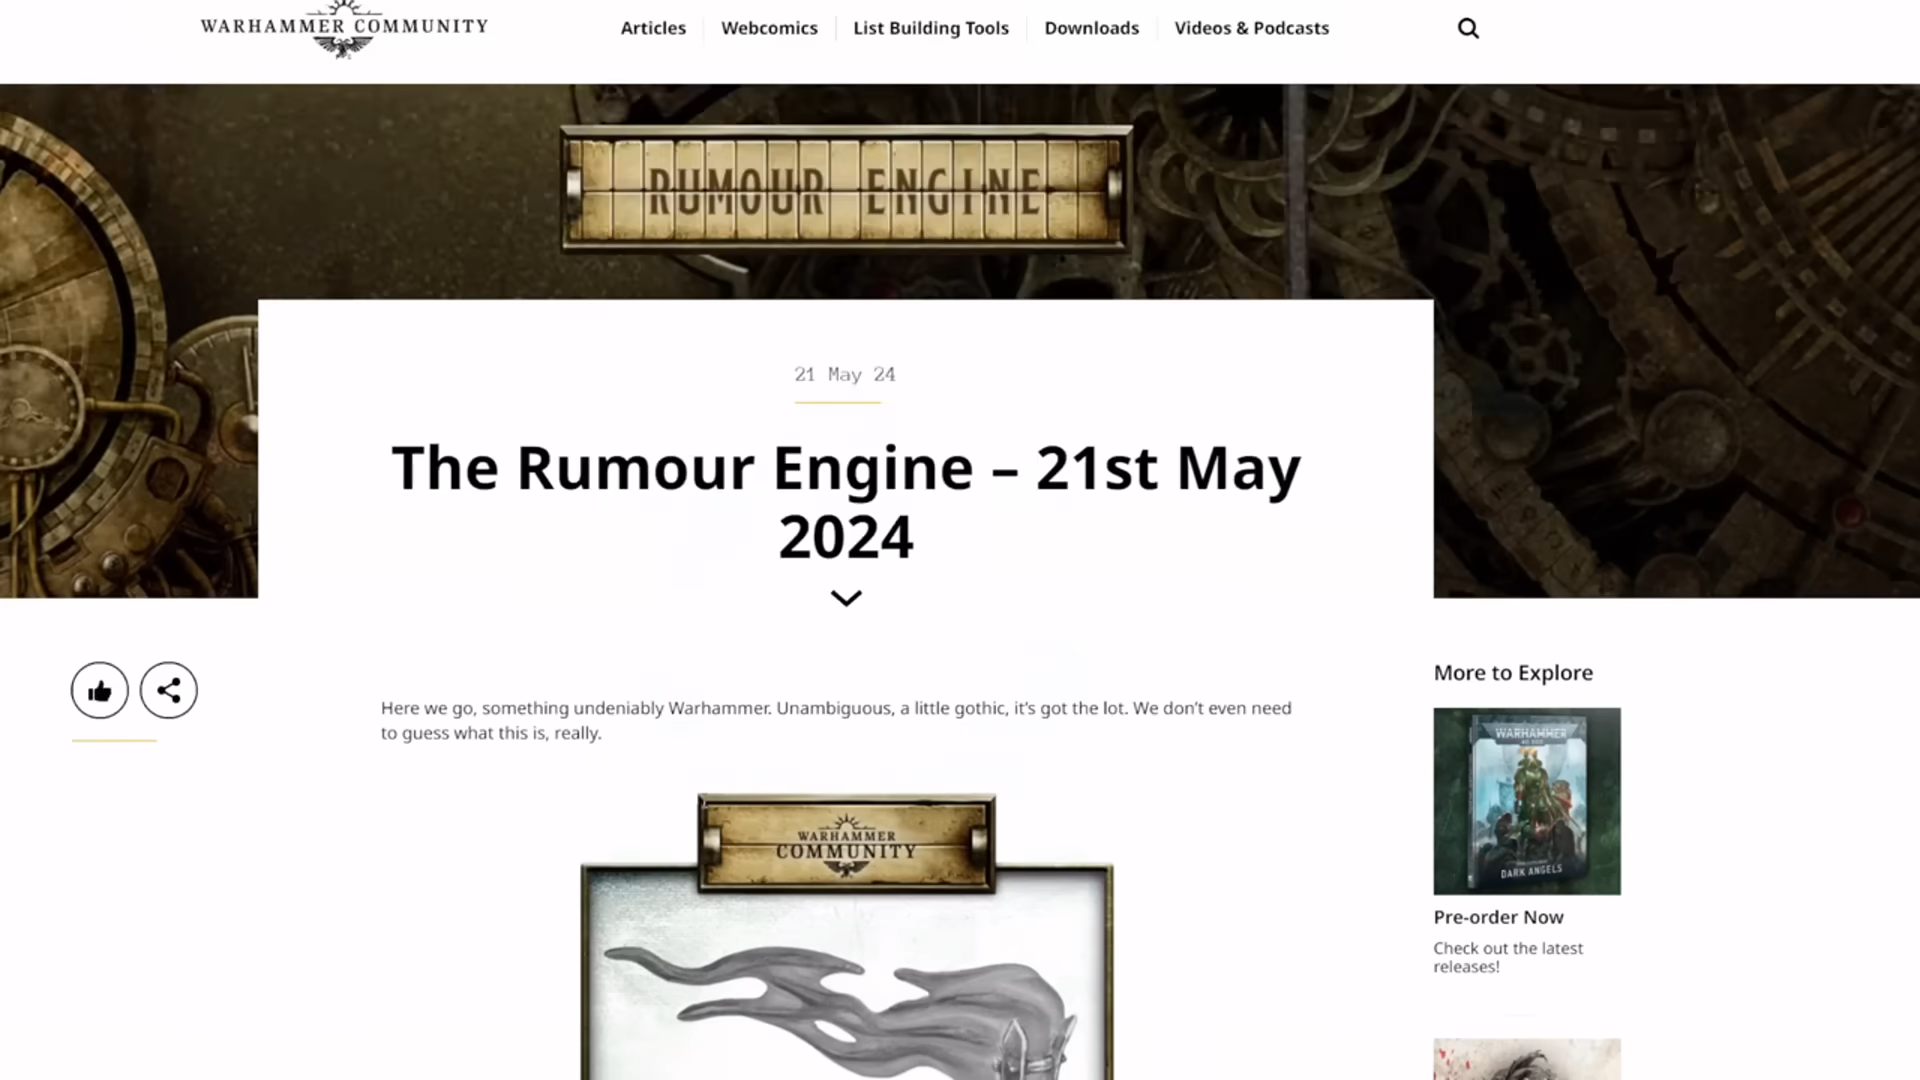 WARHAMMER COMMUNITY
Articles
Webcomics
List Building Tools
Downloads
Videos & Podcasts
RUMOUR ENGINE
21 May 24
The Rumour Engine – 21st May
2024
Here we go, something undeniably Warhammer. Unambiguous, a little gothic, it’s got the lot. We don’t even need
to guess what this is, really.
WARHAMMER
COMMUNITY
More to Explore
WARHAMMER
DARK ANGELS
Pre-order Now
Check out the latest
releases!